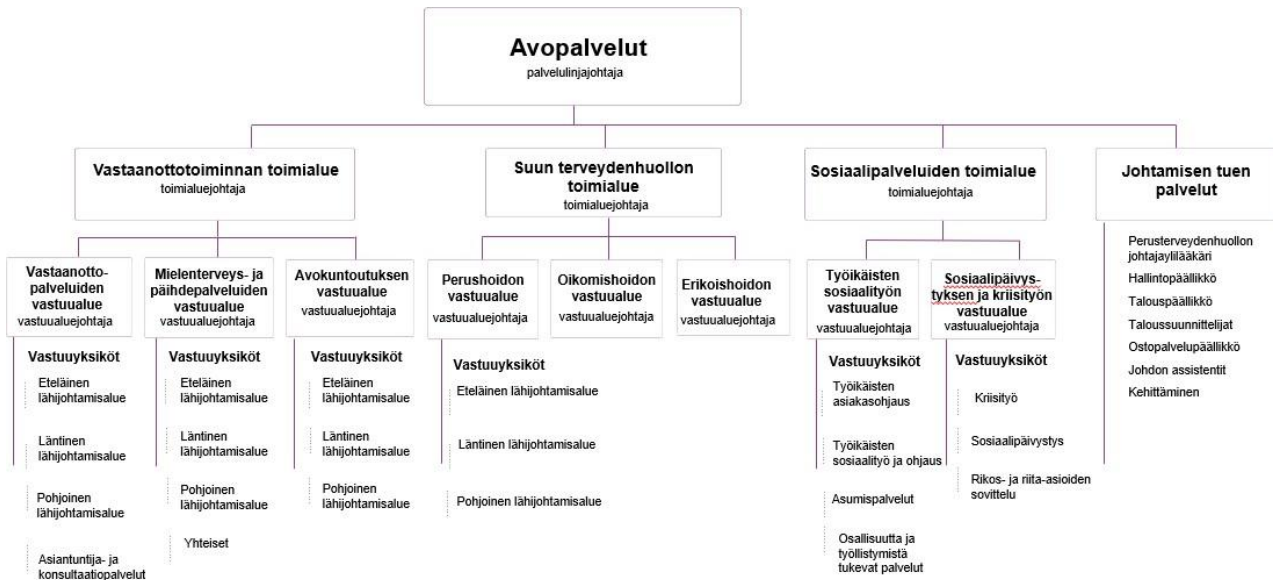 Avopalvelut
palvelulinjajohtaja
Vastaanottotoiminnan toimialue
toimialuejohtaja
Suun terveydenhuollon
toimialue
toimialuejohtaja
Sosiaalipalveluiden toimialue
toimialuejohtaja
Johtamisen tuen
palvelut
Vastaanotto-
palveluiden
vastuualue
vastuualuejohtaja
Mielenterveys- ja
päihdepalveluiden
vastuualue
vastuualuejohtaja
Avokuntoutuksen
vastuualue
vastuualuejohtaja
Perushoidon
vastuualue
vastuualuejohtaja
Oikomishoidon
vastuualue
vastuualuejohtaja
Erikoishoidon
vastuualue
vastuualuejohtaja
Työikäisten
sosiaalityön
vastuualue
vastuualuejohtaja
Sosiaalipäivys-
tyksen ja kriisityön
vastuualue
vastuualuejohtaja
Perusterveydenhuollon
johtajaylilääkäri
Hallintopäällikkö
Talouspäällikkö
Taloussuunnittelijat
Ostopalvelupäällikkö
Johdon assistentit
Kehittäminen
Vastuuyksiköt
Eteläinen
lähijohtamisalue
Läntinen
lähijohtamisalue
Pohjoinen
lähijohtamisalue
Asiantuntija- ja
konsultaatiopalvelut
Vastuuyksiköt
Eteläinen
lähijohtamisalue
Läntinen
lähijohtamisalue
Pohjoinen
lähijohtamisalue
Yhteiset
Vastuuyksiköt
Eteläinen
lähijohtamisalue
Läntinen
lähijohtamisalue
Pohjoinen
lähijohtamisalue
Vastuuyksiköt
Eteläinen lähijohtamisalue
Läntinen lähijohtamisalue
Pohjoinen lähijohtamisalue
Vastuuyksiköt
Työikäisten
asiakasohjaus
Työikäisten
sosiaalityö ja ohjaus
Asumispalvelut
Osallisuutta ja
työllistymistä
tukevat palvelut
Vastuuyksiköt
Kriisityö
Sosiaalipäivystys
Rikos- ja riita-asioiden
sovittelu